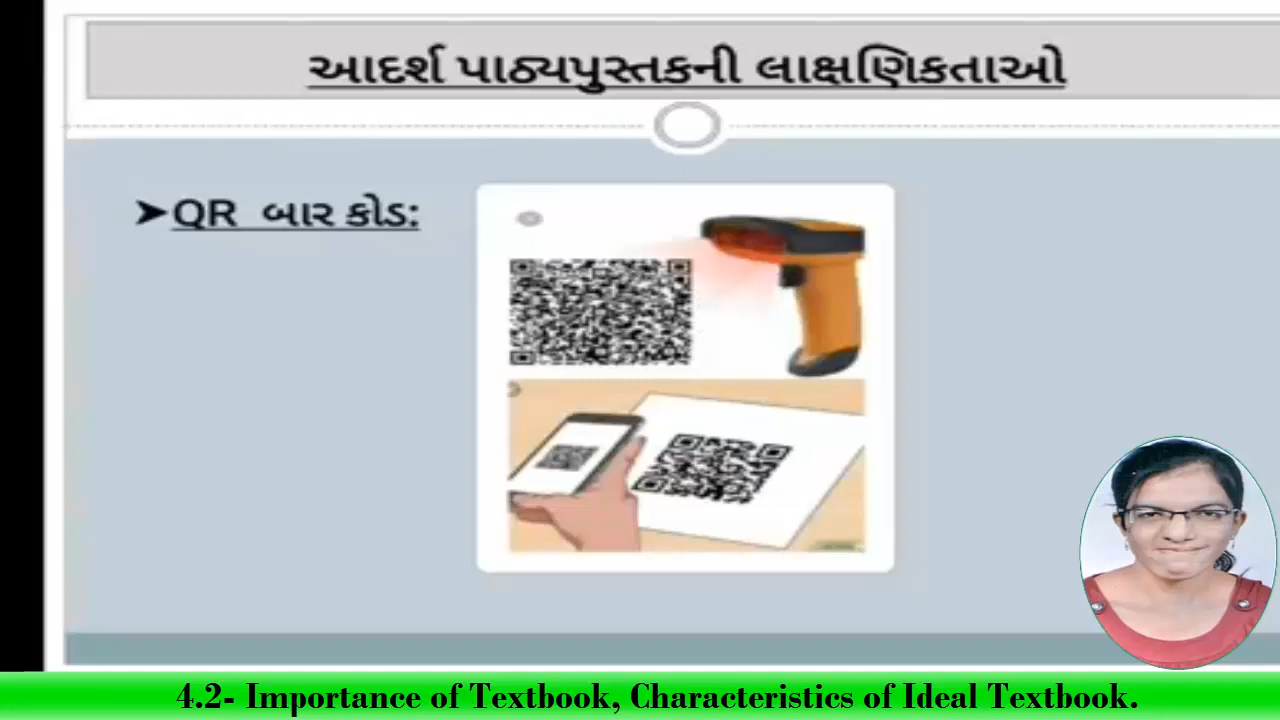 આદર્શ પાઠ્યપુસ્તકની લાક્ષણિકતાઓ
➤QR બાર કોડ:
4.2- Importance of Textbook, Characteristics of Ideal Textbook.